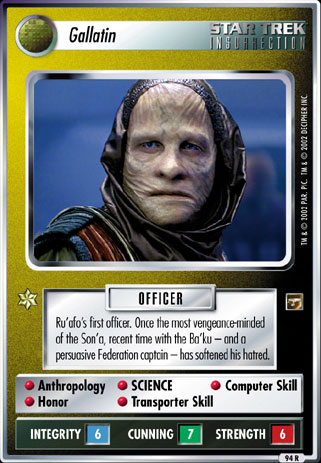 Gallatin
STAR TREK
INSURRECTION
TM & © 2002 PAR. PIC. TM & © 2002 DECIPHER INC.
OFFICER
Ru'afo's first officer. Once the most vengeance-minded
of the Son'a, recent time with the Ba'ku – and a
persuasive Federation captain – has softened his hatred.
Anthropology SCIENCE Computer Skill
Honor Transporter Skill
INTEGRITY 6 CUNNING 7 STRENGTH 6
94 R